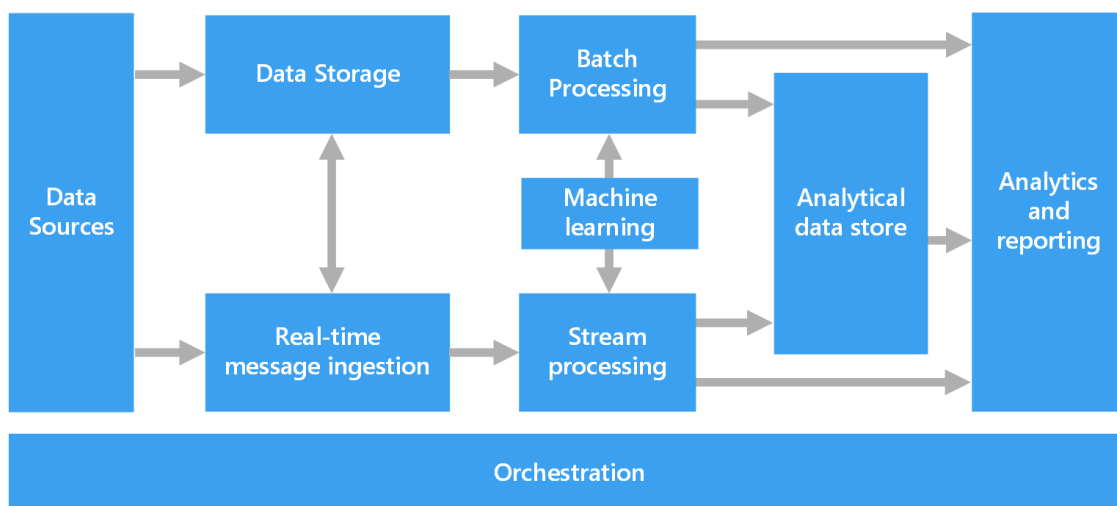 Data
Sources
Data Storage
Real-time
message ingestion
Batch
Processing
Machine
learning
Stream
processing
Analytical
data store
Analytics
and
reporting
Orchestration